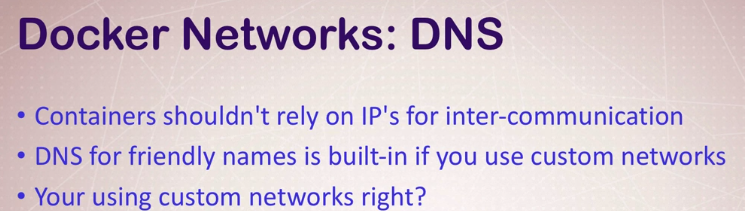 Docker Networks: DNS
• Containers shouldn't rely on IP's for inter-communication
• DNS for friendly names is built-in if you use custom networks
• Your using custom networks right?